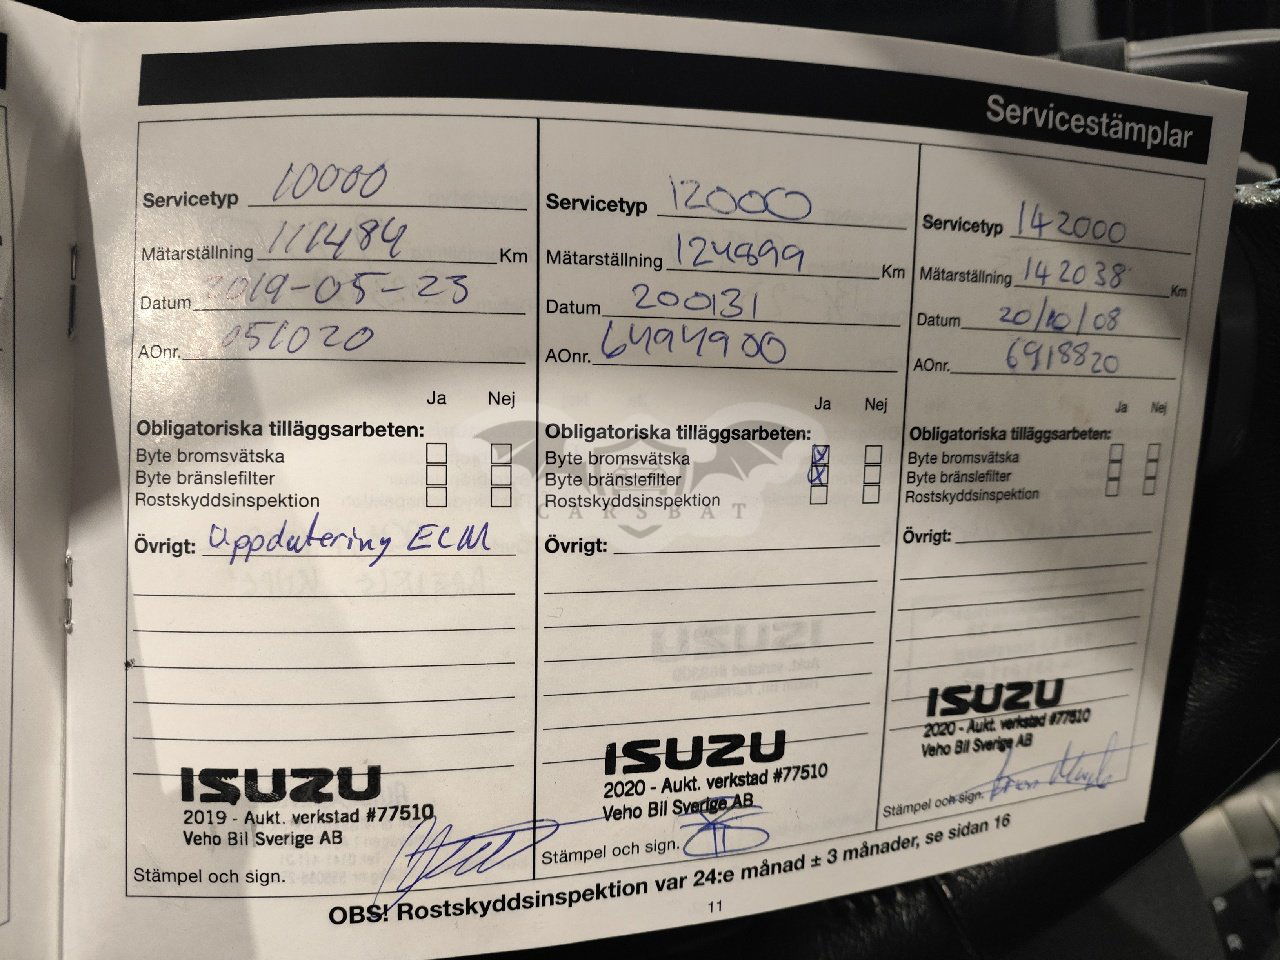 Servicestämplar
Servicetyp 10000
Mätarställning 111484 Km
Datum 2019-05-23
AOnr. 051020
Ja Nej
Obligatoriska tilläggsarbeten:
Byte bromsvätska
Byte bränslefilter
Rostskyddsinspektion
Övrigt: Uppdatering ECM
ISUZU
2019 - Aukt. verkstad #77510
Veho Bil Sverige AB
Stämpel och sign.
Servicetyp 12000
Mätarställning 124899 Km
Datum 200131
AOnr. 6494900
Ja Nej
Obligatoriska tilläggsarbeten:
Byte bromsvätska
Byte bränslefilter
Rostskyddsinspektion
CARSBAT
Övrigt:
ISUZU
2020 - Aukt. verkstad #77510
Veho Bil Sverige AB
Stämpel och sign.
Servicetyp 142000
Mätarställning 142038 Km
Datum 20/10/08
AOnr. 6918820
Ja Nej
Obligatoriska tilläggsarbeten:
Byte bromsvätska
Byte bränslefilter
Rostskyddsinspektion
Övrigt:
ISUZU
2020 - Aukt. verkstad #77510
Veho Bil Sverige AB
Stämpel och sign.
OBS! Rostskyddsinspektion var 24:e månad ± 3 månader, se sidan 16
11